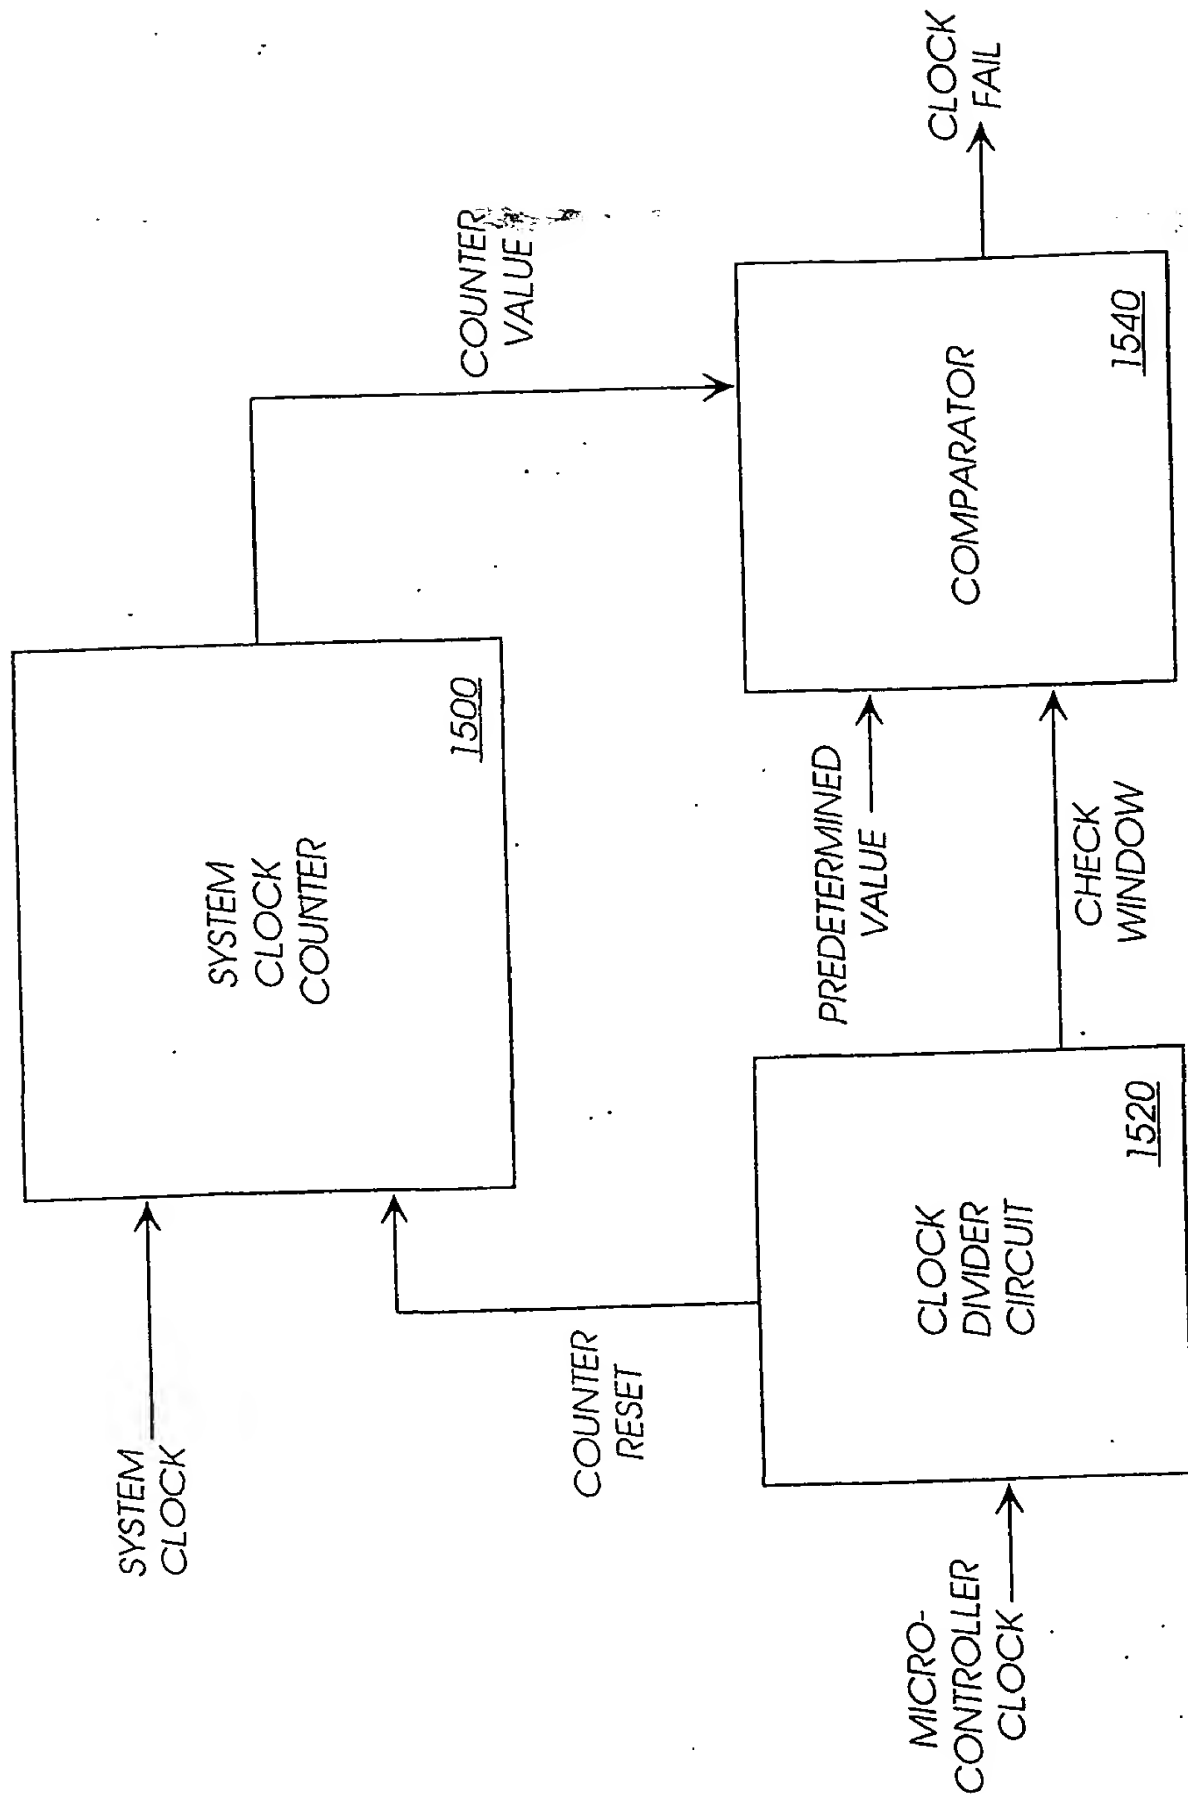 SYSTEM
CLOCK
SYSTEM
CLOCK
COUNTER
1500
COUNTER
VALUE
COUNTER
RESET
MICRO-
CONTROLLER
CLOCK
CLOCK
DIVIDER
CIRCUIT
1520
PREDETERMINED
VALUE
CHECK
WINDOW
COMPARATOR
1540
CLOCK
FAIL